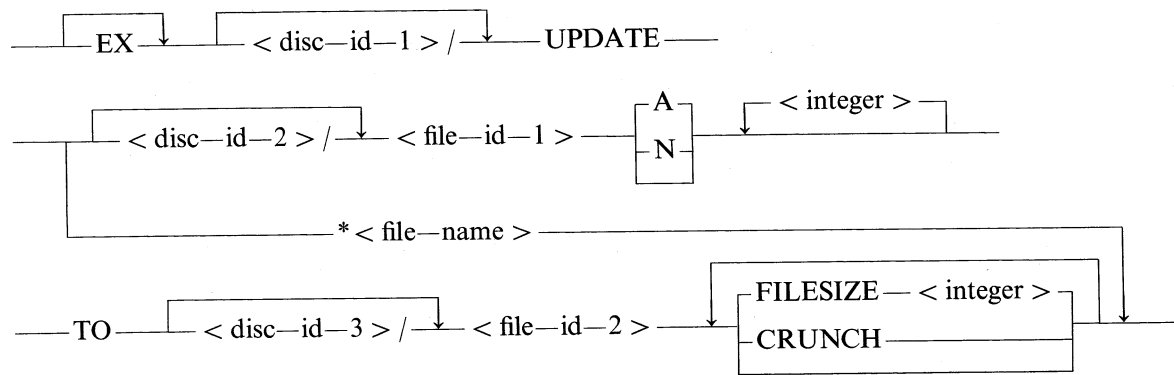 EX < disc—id—1 > / UPDATE
A < integer >
< disc—id—2 > / < file—id—1 > N
* < file—name >
FILESIZE — < integer >
TO < disc—id—3 > / < file—id—2 > CRUNCH